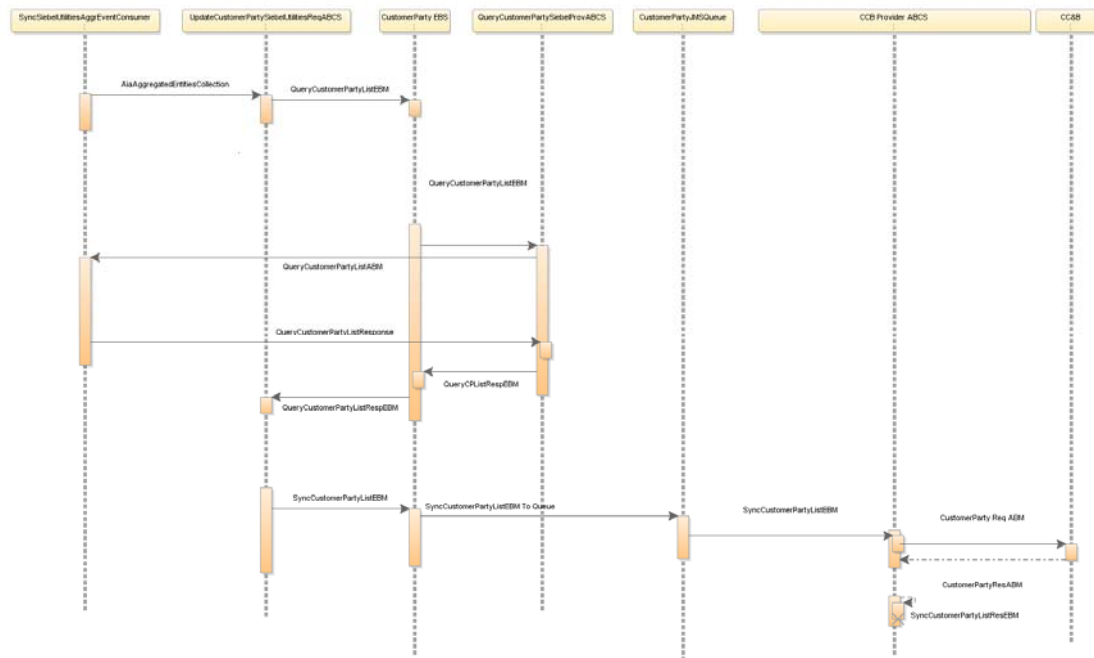 SyncSiebelUtilitiesAggrEventConsumer
UpdateCustomerPartySiebelUtilitiesReqABCS
CustomerParty EBS
QueryCustomerPartySiebelProvABCS
CustomerPartyJMSQueue
CCB Provider ABCS
CC&B
AiaAggregatedEntitiesCollection
QueryCustomerPartyListEBM
QueryCustomerPartyListEBM
QueryCustomerPartyListABM
QueryCustomerPartyListResponse
QueryCPListRespEBM
QueryCustomerPartyListRespEBM
SyncCustomerPartyListEBM
SyncCustomerPartyListEBM To Queue
SyncCustomerPartyListEBM
CustomerParty Req ABM
CustomerPartyResABM
SyncCustomerPartyListResEBM